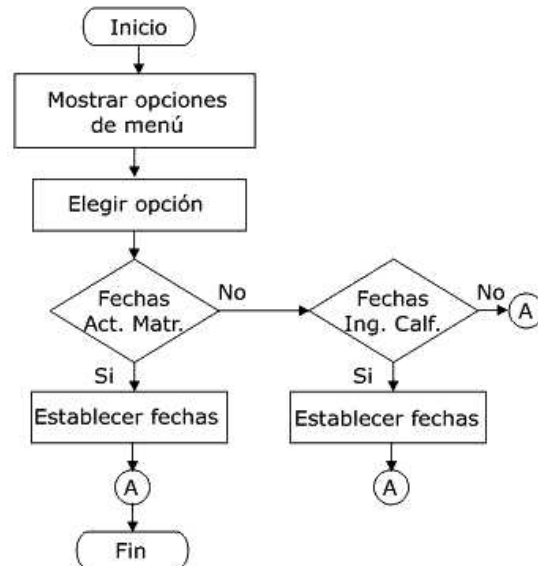 Inicio
Mostrar opciones
de menú
Elegir opción
Fechas
Act. Matr.
No
Fechas
Ing. Calf.
No
A
Si
Si
Establecer fechas
Establecer fechas
A
A
Fin